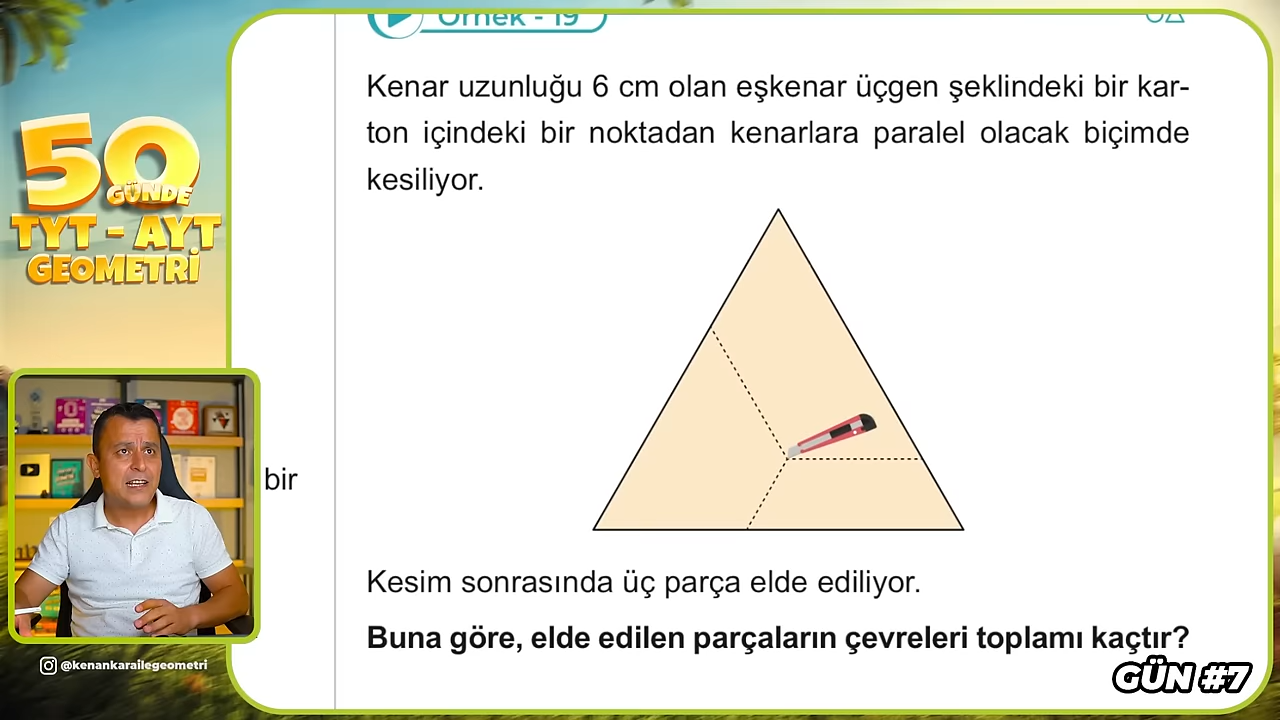 Örnek - 19
50
GÜNDE
TYT - AYT
GEOMETRİ
Kenar uzunluğu 6 cm olan eşkenar üçgen şeklindeki bir kar-
ton içindeki bir noktadan kenarlara paralel olacak biçimde
kesiliyor.
bir
Kesim sonrasında üç parça elde ediliyor.
Buna göre, elde edilen parçaların çevreleri toplamı kaçtır?
@kenankarailegeometri
GÜN #7